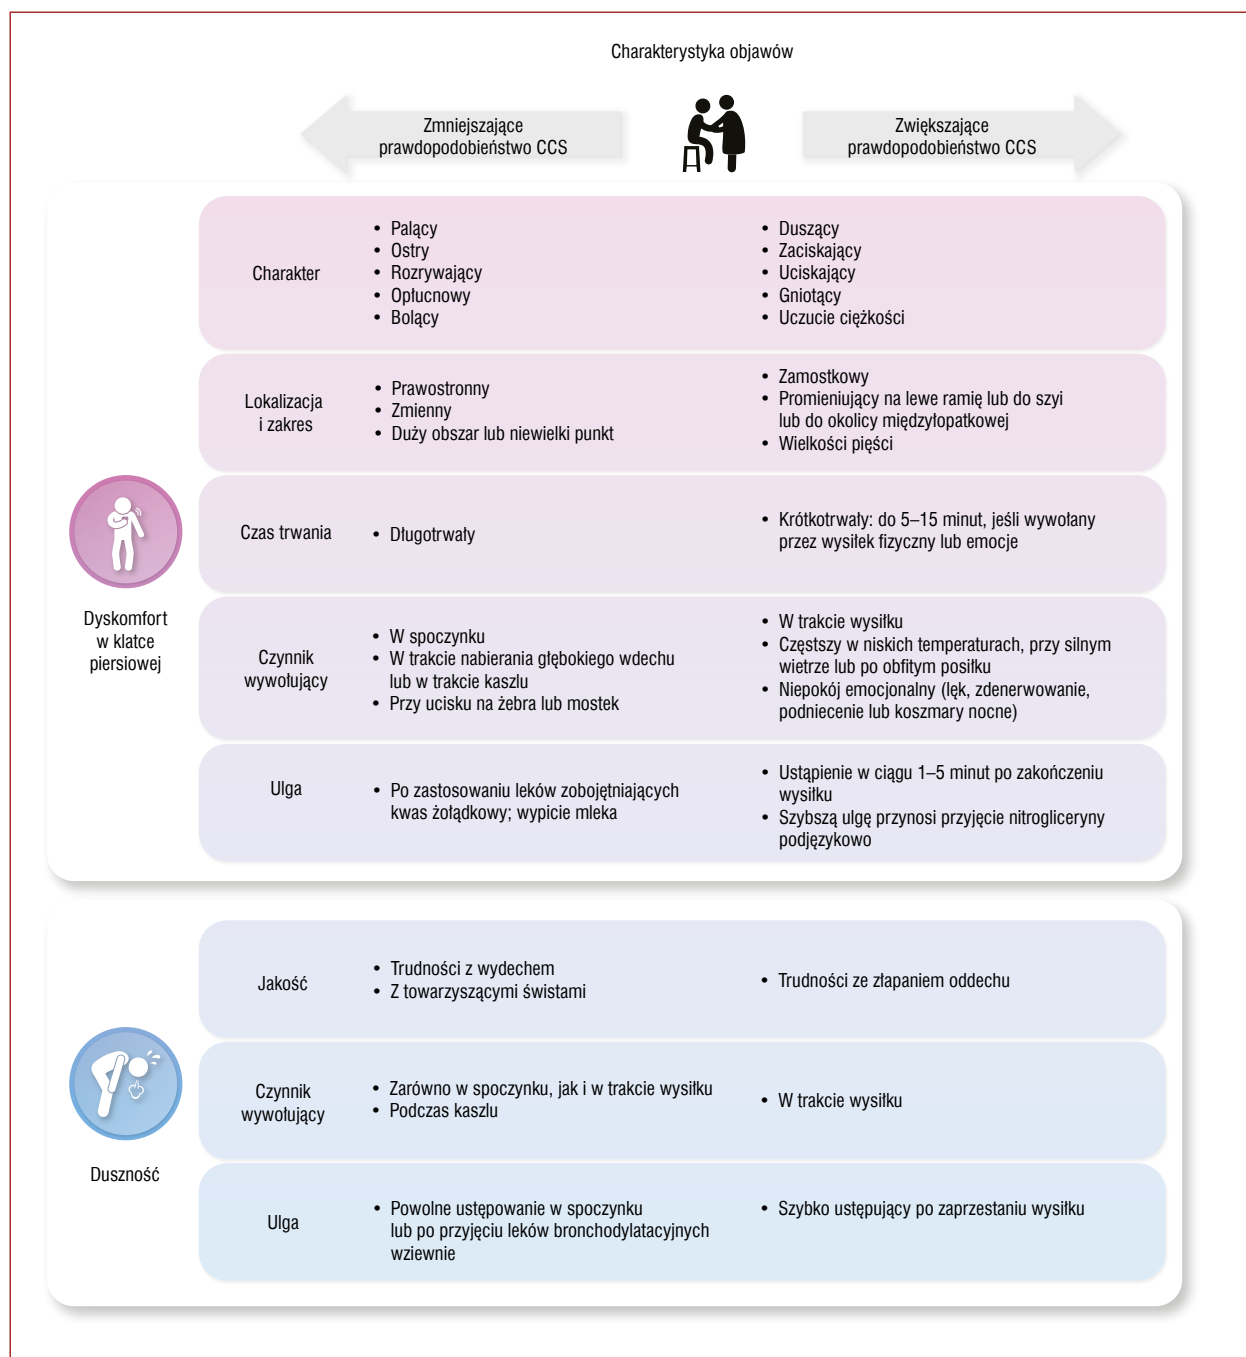 Charakterystyka objawów
Zmniejszające
prawdopodobieństwo CCS
Zwiększające
prawdopodobieństwo CCS
Dyskomfort
w klatce
piersiowej
Charakter
• Palący
• Ostry
• Rozrywający
• Opłucnowy
• Bolący
• Duszący
• Zaciskający
• Uciskający
• Gniotący
• Uczucie ciężkości
Lokalizacja
i zakres
• Prawostronny
• Zmienny
• Duży obszar lub niewielki punkt
• Zamostkowy
• Promieniujący na lewe ramię lub do szyi
lub do okolicy międzyłopatkowej
• Wielkości pięści
Czas trwania
• Długotrwały
• Krótkotrwały: do 5–15 minut, jeśli wywołany
przez wysiłek fizyczny lub emocje
Czynnik
wywołujący
• W spoczynku
• W trakcie nabierania głębokiego wdechu
lub w trakcie kaszlu
• Przy ucisku na żebra lub mostek
• W trakcie wysiłku
• Częstszy w niskich temperaturach, przy silnym
wietrze lub po obfitym posiłku
• Niepokój emocjonalny (lęk, zdenerwowanie,
podniecenie lub koszmary nocne)
Ulga
• Po zastosowaniu leków zobojętniających
kwas żołądkowy; wypicie mleka
• Ustąpienie w ciągu 1–5 minut po zakończeniu
wysiłku
• Szybszą ulgę przynosi przyjęcie nitrogliceryny
podjęzykowo
Duszność
Jakość
• Trudności z wydechem
• Z towarzyszącymi świstami
• Trudności ze złapaniem oddechu
Czynnik
wywołujący
• Zarówno w spoczynku, jak i w trakcie wysiłku
• Podczas kaszlu
• W trakcie wysiłku
Ulga
• Powolne ustępowanie w spoczynku
lub po przyjęciu leków bronchodylatacyjnych
wziewnie
• Szybko ustępujący po zaprzestaniu wysiłku